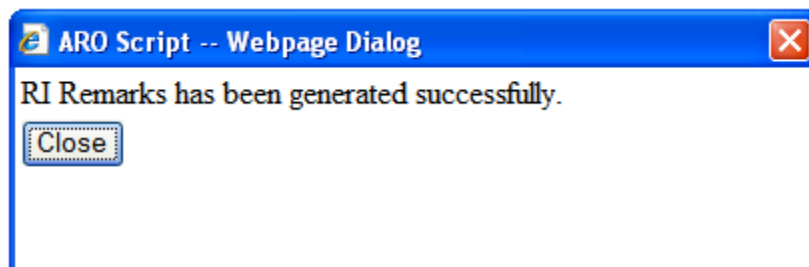 ARO Script -- Webpage Dialog
RI Remarks has been generated successfully.
Close